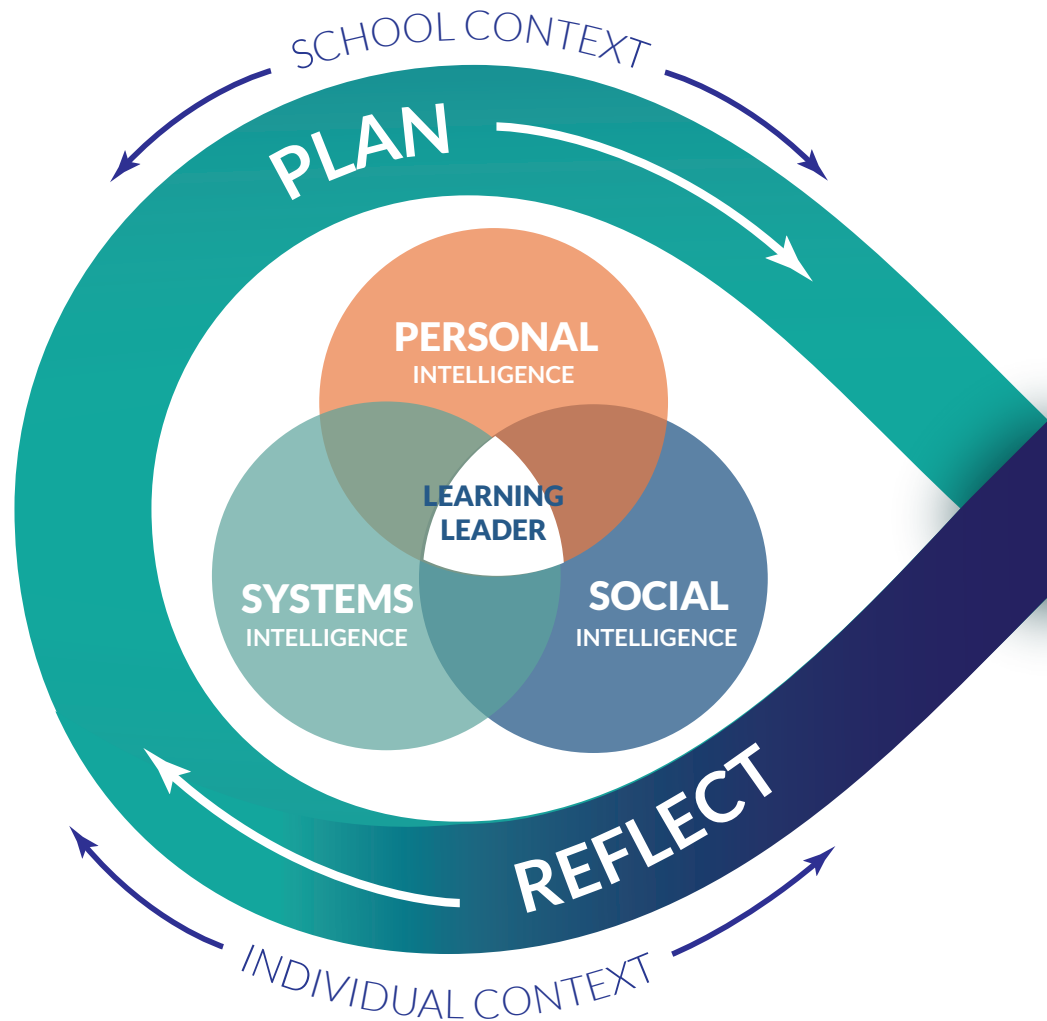 SCHOOL CONTEXT
PLAN
PERSONAL
INTELLIGENCE
LEARNING
LEADER
SYSTEMS
INTELLIGENCE
SOCIAL
INTELLIGENCE
REFLECT
INDIVIDUAL CONTEXT